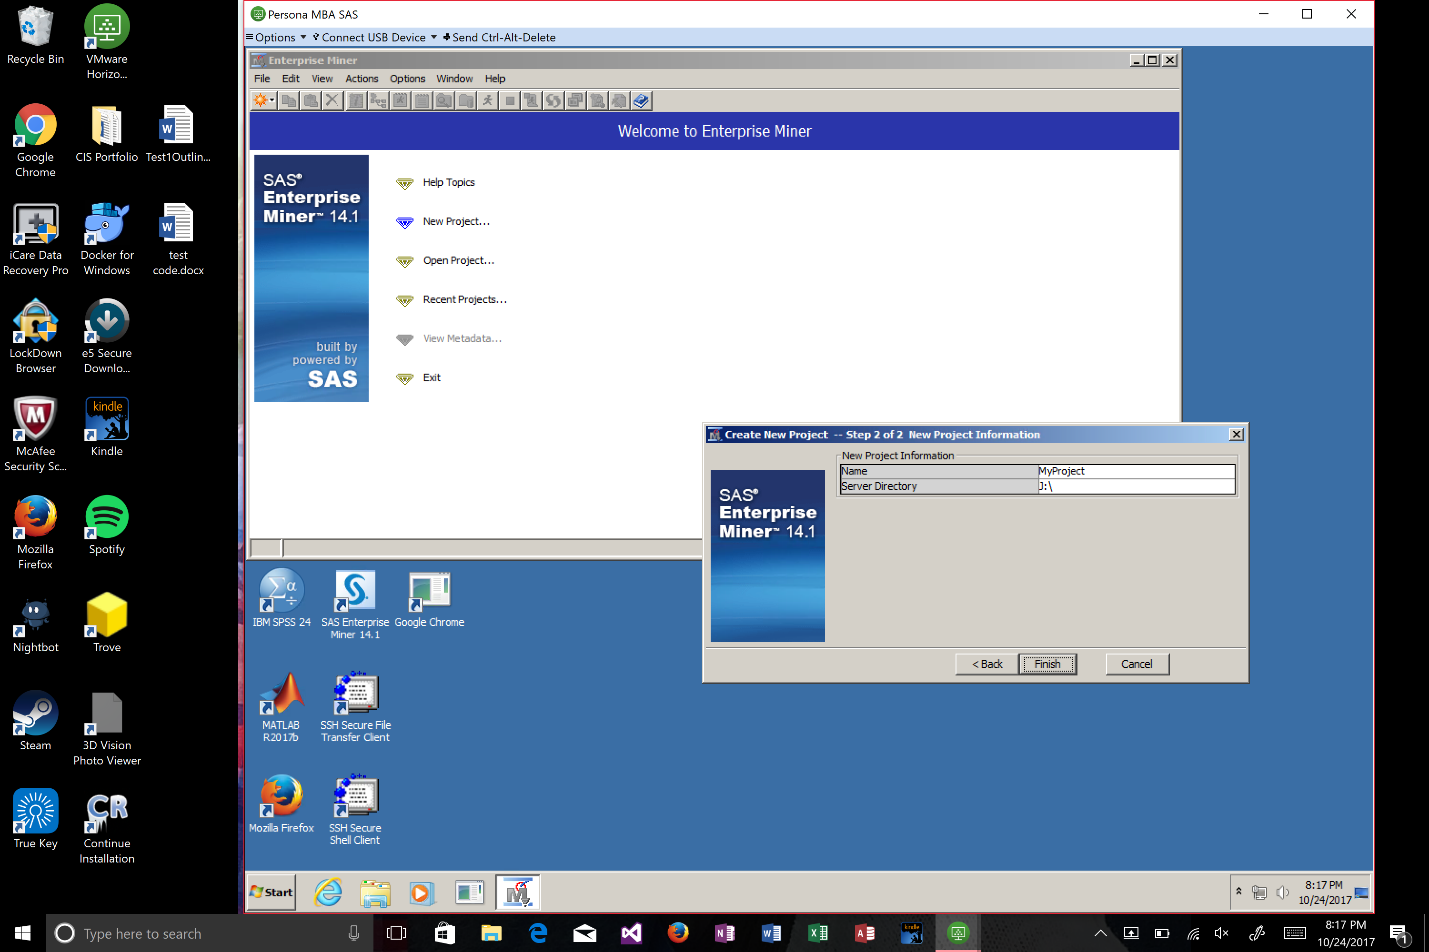 Persona MBA SAS
Options
Connect USB Device
Send Ctrl-Alt-Delete
Enterprise Miner
File Edit View Actions Options Window Help
Welcome to Enterprise Miner
SAS®
Enterprise
Miner™ 14.1
built by
powered by
SAS
Help Topics
New Project...
Open Project...
Recent Projects...
View Metadata...
Exit
Create New Project -- Step 2 of 2 New Project Information
New Project Information
Name MyProject
Server Directory J:\
SAS®
Enterprise
Miner™ 14.1
< Back Finish Cancel
Recycle Bin
VMware
Horizo...
Google
Chrome
CIS Portfolio
Test1Outlin...
iCare Data
Recovery Pro
Docker for
Windows
test
code.docx
LockDown
Browser
e5 Secure
Downlo...
McAfee
Security Sc...
kindle
Kindle
Mozilla
Firefox
Spotify
Nightbot
Trove
Steam
3D Vision
Photo Viewer
True Key
CR
Continue
Installation
IBM SPSS 24
SAS Enterprise
Miner 14.1
Google Chrome
MATLAB
R2017b
SSH Secure File
Transfer Client
Mozilla Firefox
SSH Secure
Shell Client
Start
8:17 PM
10/24/2017
Type here to search
8:17 PM
10/24/2017
1